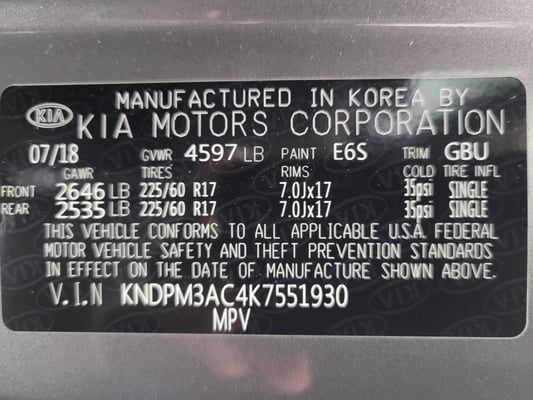 MANUFACTURED IN KOREA BY
KIA KIA MOTORS CORPORATION
07/18 GVWR 4597 LB PAINT E6S TRIM GBU
GAWR TIRES RIMS COLD TIRE INFL
FRONT 2646 LB 225/60 R17 7.0Jx17 35psi SINGLE
REAR 2535 LB 225/60 R17 7.0Jx17 35psi SINGLE
THIS VEHICLE CONFORMS TO ALL APPLICABLE U.S.A. FEDERAL
MOTOR VEHICLE SAFETY AND THEFT PREVENTION STANDARDS
IN EFFECT ON THE DATE OF MANUFACTURE SHOWN ABOVE.
V.I.N KNDPM3AC4K7551930
MPV